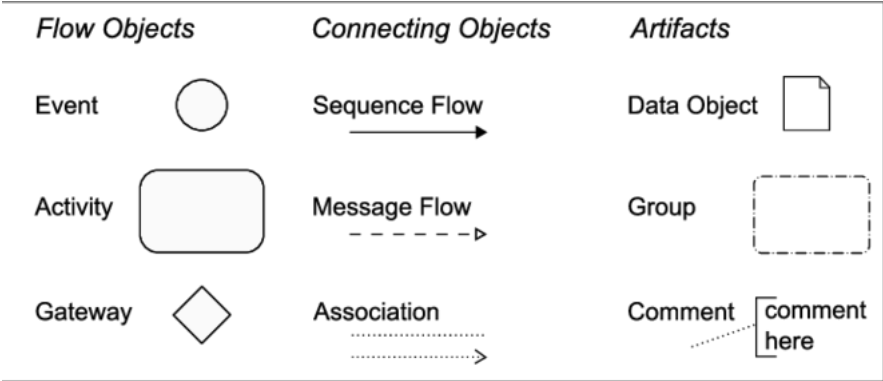 Flow Objects
Connecting Objects
Artifacts
Event
Sequence Flow
Data Object
Activity
Message Flow
Group
Gateway
Association
Comment
comment
here